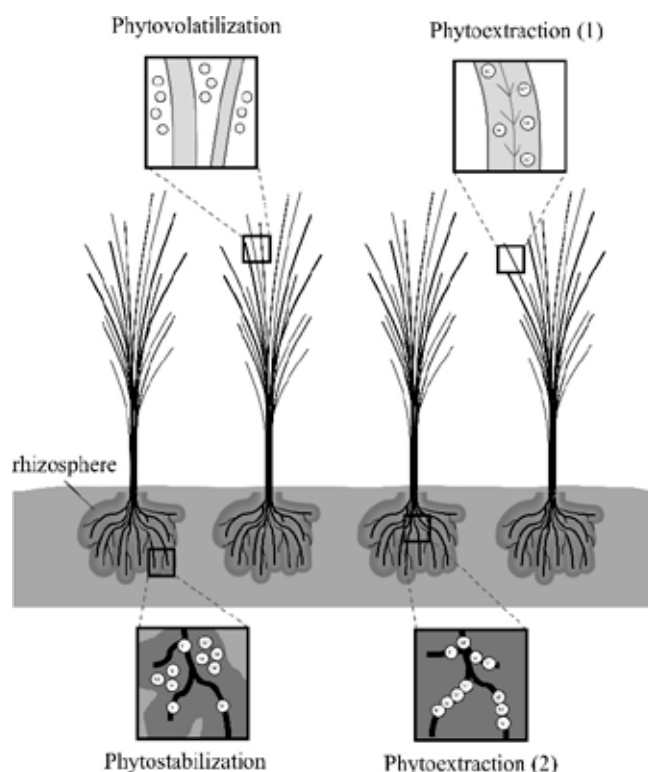 Phytovolatilization
Phytoextraction (1)
rhizosphere
Phytostabilization
Phytoextraction (2)